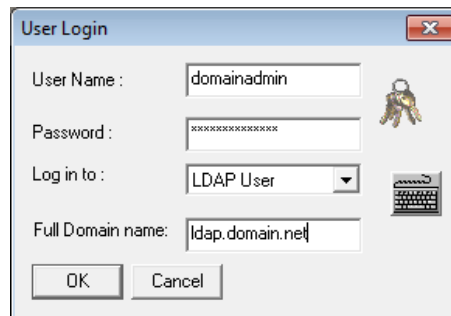 User Login
User Name : domainadmin
Password : **************
Log in to : LDAP User
Full Domain name: ldap.domain.net
OK Cancel